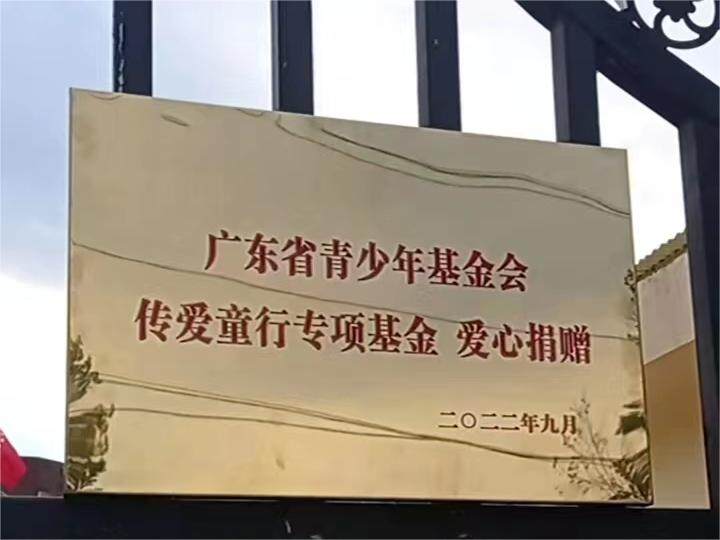 广东省青少年基金会
传爱童行专项基金 爱心捐赠
二〇二二年九月